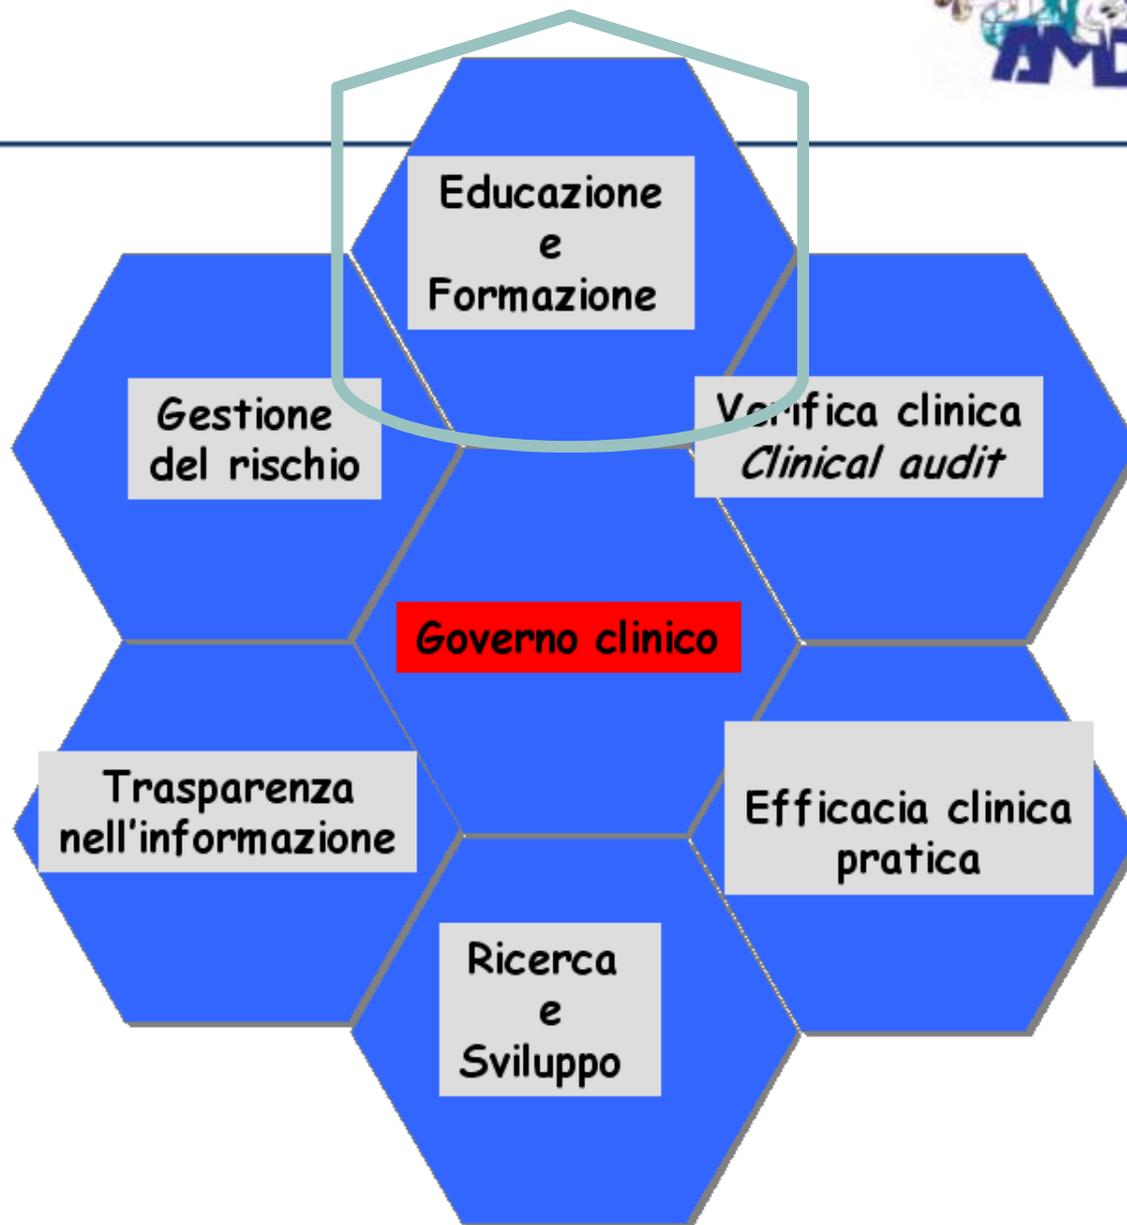 AMD
Educazione
e
Formazione
Gestione
del rischio
Verifica clinica
Clinical audit
Governo clinico
Trasparenza
nell'informazione
Efficacia clinica
pratica
Ricerca
e
Sviluppo